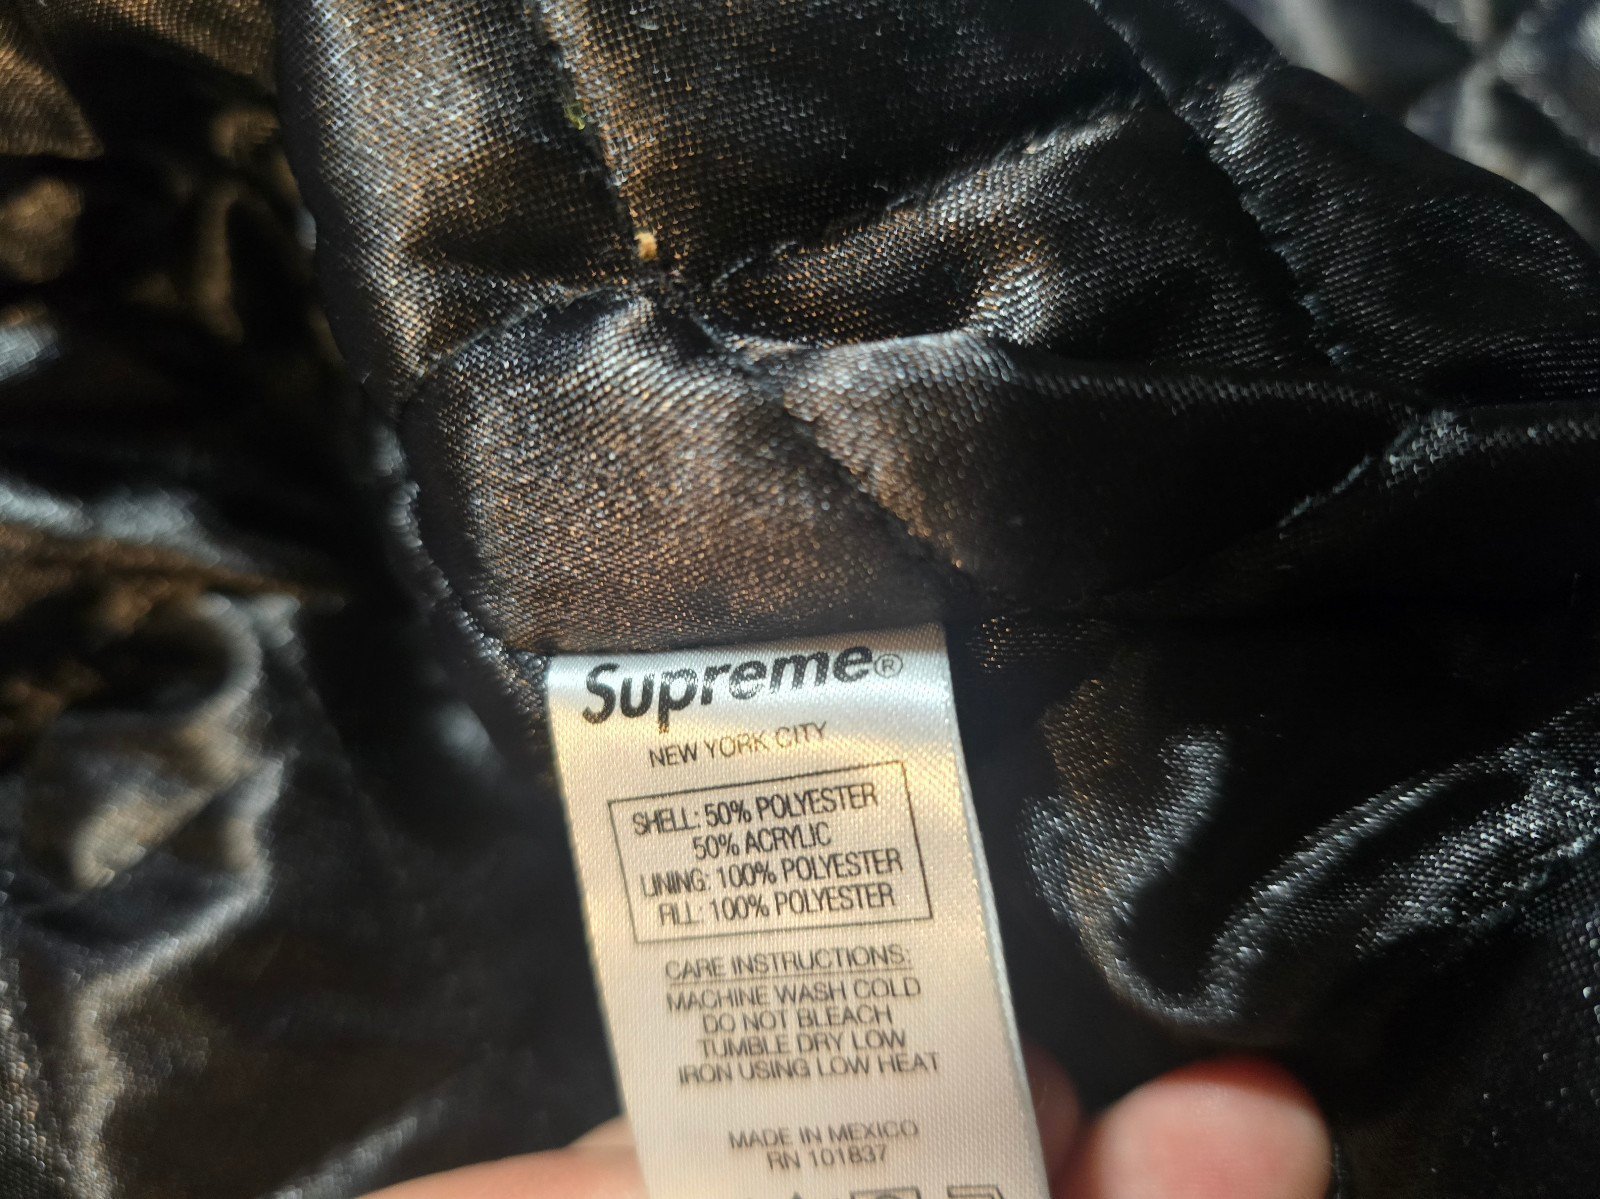 Supreme®
NEW YORK CITY
SHELL: 50% POLYESTER
50% ACRYLIC
LINING: 100% POLYESTER
FILL: 100% POLYESTER
CARE INSTRUCTIONS:
MACHINE WASH COLD
DO NOT BLEACH
TUMBLE DRY LOW
IRON USING LOW HEAT
MADE IN MEXICO
RN 101837